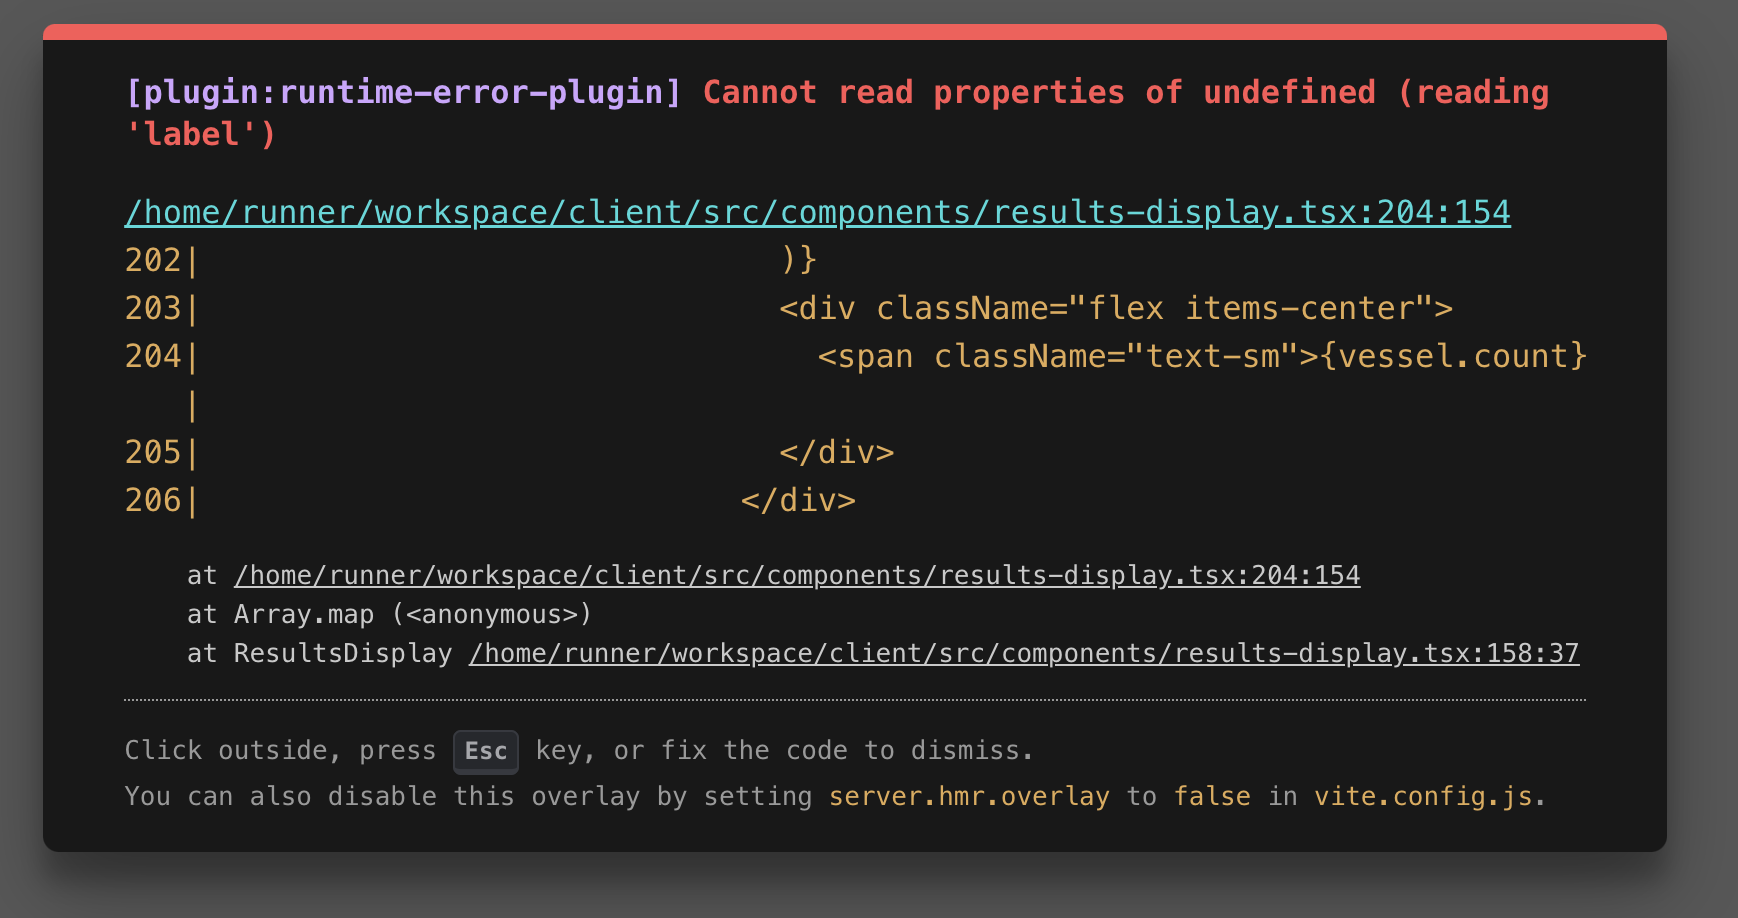 [plugin:runtime-error-plugin] Cannot read properties of undefined (reading
'label')
/home/runner/workspace/client/src/components/results-display.tsx:204:154
202|                              )}
203|                              <div className="flex items-center">
204|                                <span className="text-sm">{vessel.count}
   |
205|                              </div>
206|                            </div>
    at /home/runner/workspace/client/src/components/results-display.tsx:204:154
    at Array.map (<anonymous>)
    at ResultsDisplay /home/runner/workspace/client/src/components/results-display.tsx:158:37
Click outside, press Esc key, or fix the code to dismiss.
You can also disable this overlay by setting server.hmr.overlay to false in vite.config.js.